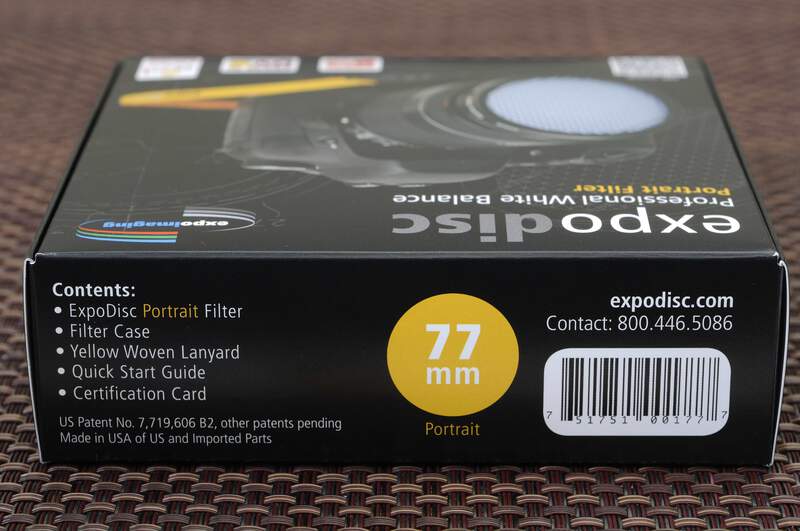 expoimaging
expodisc
Professional White Balance
Portrait Filter
Contents:
• ExpoDisc Portrait Filter
• Filter Case
• Yellow Woven Lanyard
• Quick Start Guide
• Certification Card
US Patent No. 7,719,606 B2, other patents pending
Made in USA of US and Imported Parts
77
mm
Portrait
expodisc.com
Contact: 800.446.5086
7 51751 00177 7